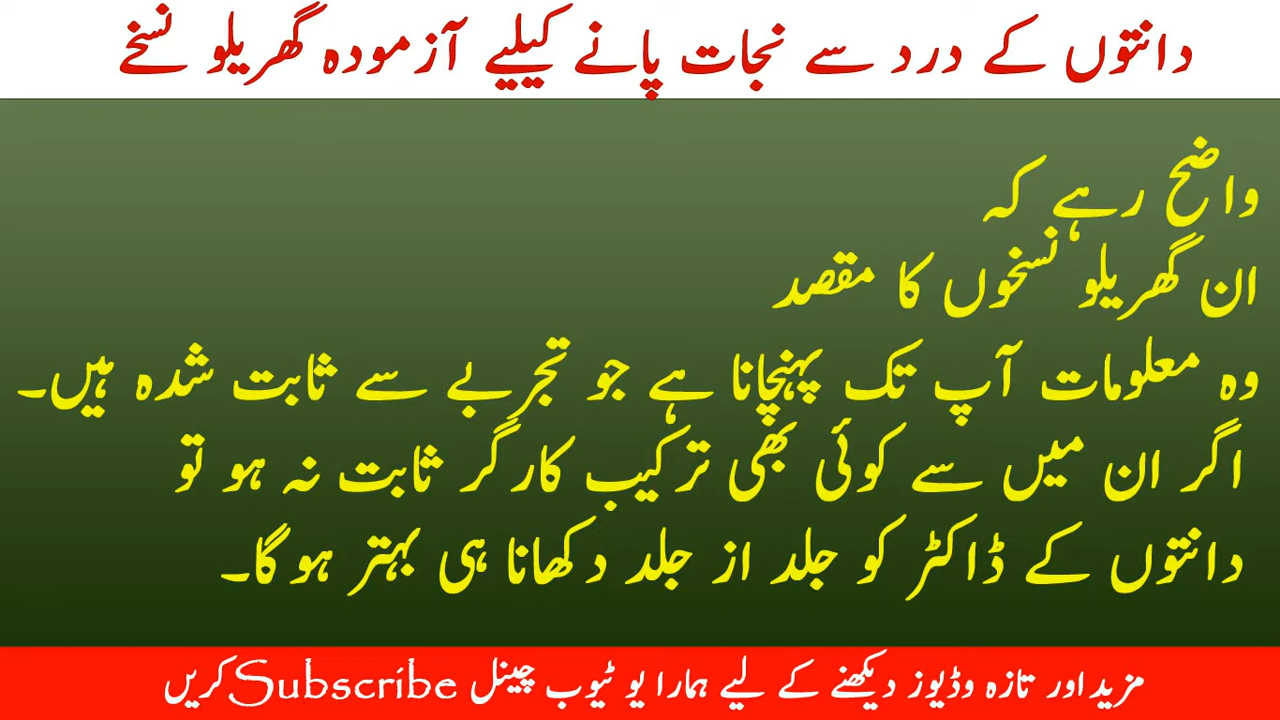 دانتوں کے درد سے نجات پانے کیلیے آزمودہ گھریلو نسخے
واضح رہے کہ
ان گھریلو نسخوں کا مقصد
وہ معلومات آپ تک پہنچانا ہے جو تجربے سے ثابت شدہ ہیں۔
اگر ان میں سے کوئی بھی ترکیب کارگر ثابت نہ ہو تو
دانتوں کے ڈاکٹر کو جلد از جلد دکھانا ہی بہتر ہو گا۔
مزید اور تازہ وڈیوز دیکھنے کے لیے ہمارا یو ٹیوب چینل Subscribe کریں